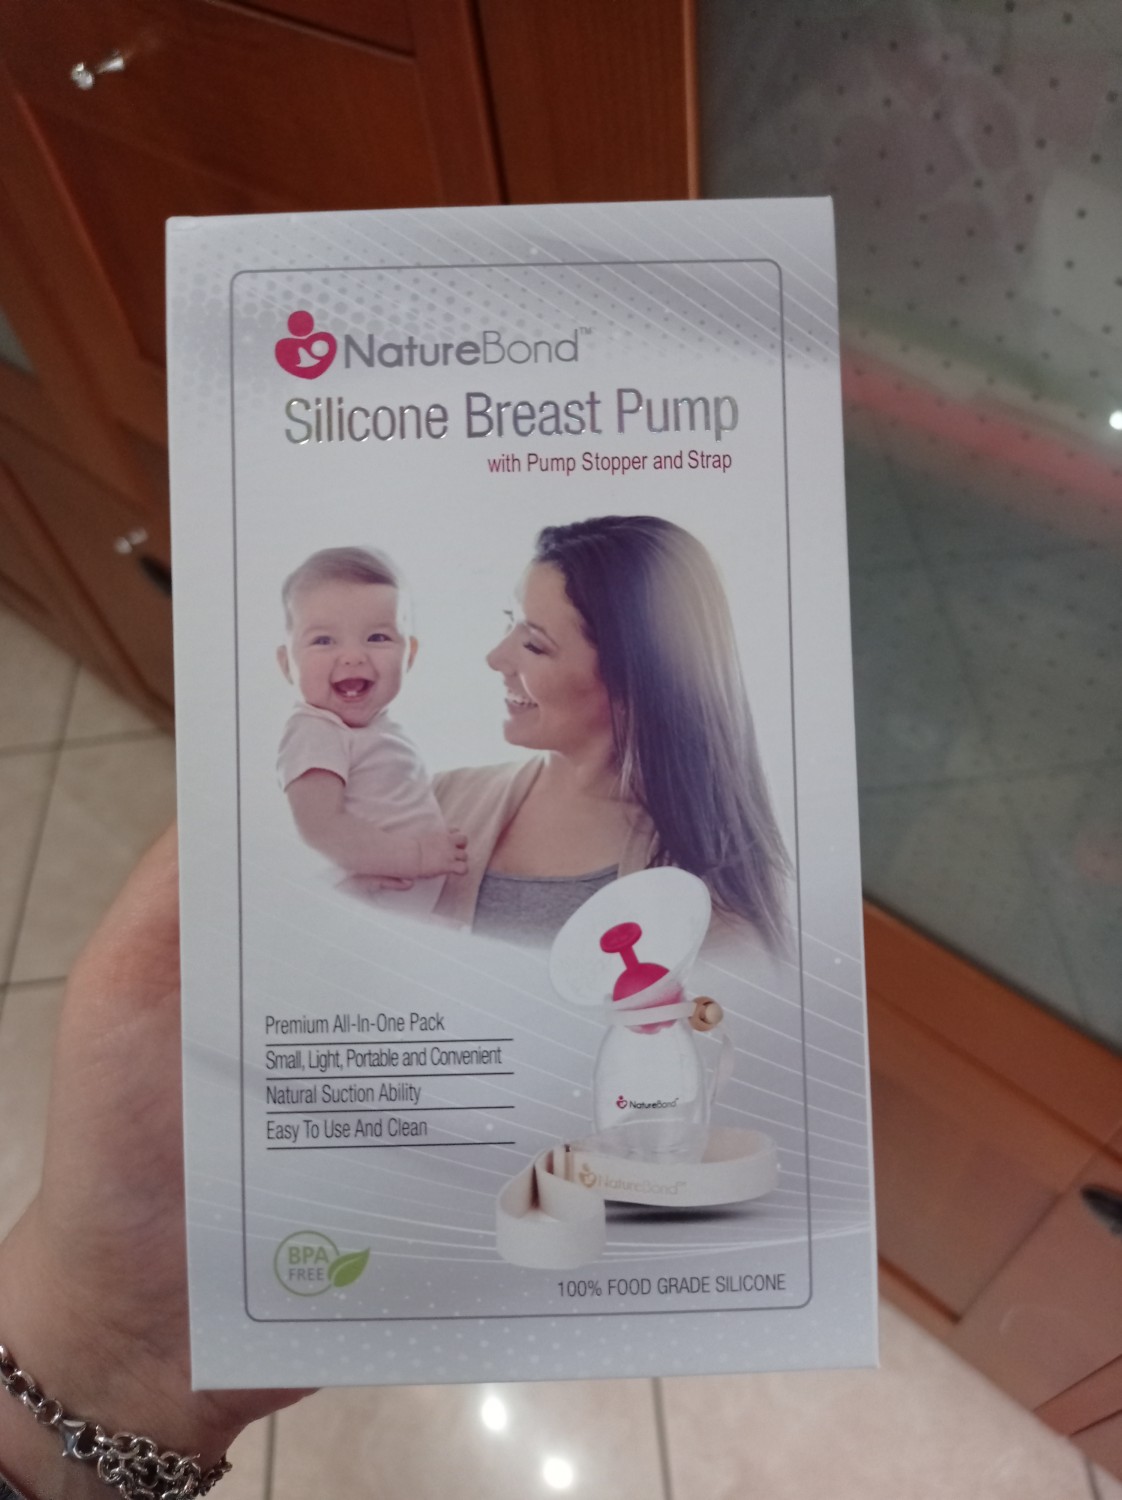 NatureBond™
Silicone Breast Pump
with Pump Stopper and Strap
Premium All-In-One Pack
Small, Light, Portable and Convenient
Natural Suction Ability
Easy To Use And Clean
NatureBond
NatureBond™
BPA
FREE
100% FOOD GRADE SILICONE